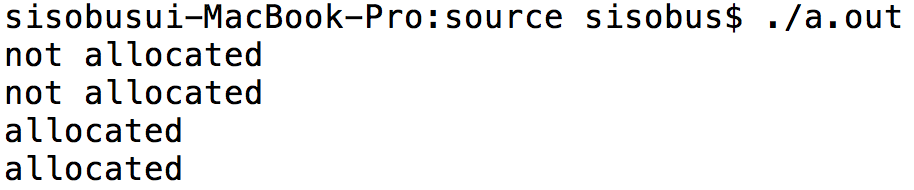 sisobusui-MacBook-Pro:source sisobus$ ./a.out
not allocated
not allocated
allocated
allocated